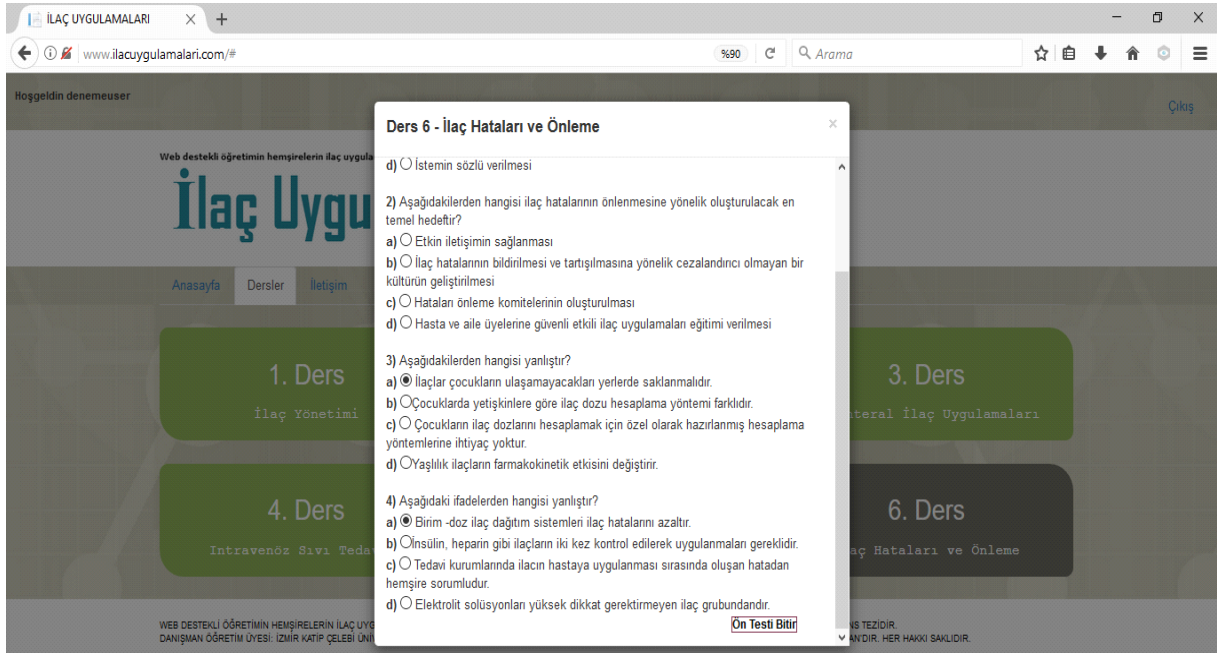 İLAÇ UYGULAMALARI
www.ilacuygulamalari.com/#
%90
Arama
Hoşgeldin denemeuser
Çıkış
Web destekli öğretimin hemşirelerin ilaç
İlaç Uygu
Anasayfa Dersler İletişim
1. Ders
İlaç Yönetimi
3. Ders
İlaç Uygulamaları
4. Ders
Intravenöz Sıvı
6. Ders
Hataları ve Önleme
Ders 6 - İlaç Hataları ve Önleme
d) İstemin sözlü verilmesi
2) Aşağıdakilerden hangisi ilaç hatalarının önlenmesine yönelik oluşturulacak en
temel hedeftir?
a) Etkin iletişimin sağlanması
b) İlaç hatalarının bildirilmesi ve tartışılmasına yönelik cezalandırıcı olmayan bir
kültürün geliştirilmesi
c) Hataları önleme komitelerinin oluşturulması
d) Hasta ve aile üyelerine güvenli etkili ilaç uygulamaları eğitimi verilmesi
3) Aşağıdakilerden hangisi yanlıştır?
a) İlaçlar çocukların ulaşamayacakları yerlerde saklanmalıdır.
b) Çocuklarda yetişkinlere göre ilaç dozu hesaplama yöntemi farklıdır.
c) Çocukların ilaç dozlarını hesaplamak için özel olarak hazırlanmış hesaplama
yöntemlerine ihtiyaç yoktur.
d) Yaşlılık ilaçların farmakokinetik etkisini değiştirir.
4) Aşağıdaki ifadelerden hangisi yanlıştır?
a) Birim -doz ilaç dağıtım sistemleri ilaç hatalarını azaltır.
b) İnsülin, heparin gibi ilaçların iki kez kontrol edilerek uygulanmaları gereklidir.
c) Tedavi kurumlarında ilacın hastaya uygulanması sırasında oluşan hatadan
hemşire sorumludur.
d) Elektrolit solüsyonları yüksek dikkat gerektirmeyen ilaç grubundandır.
Ön Testi Bitir
WEB DESTEKLİ ÖĞRETİMİN HEMŞİRELERİN İLAÇ
TEZİDİR.
DANIŞMAN ÖĞRETİM ÜYESİ: İZMİR KATİP ÇELEBİ
HER HAKKI SAKLIDIR.